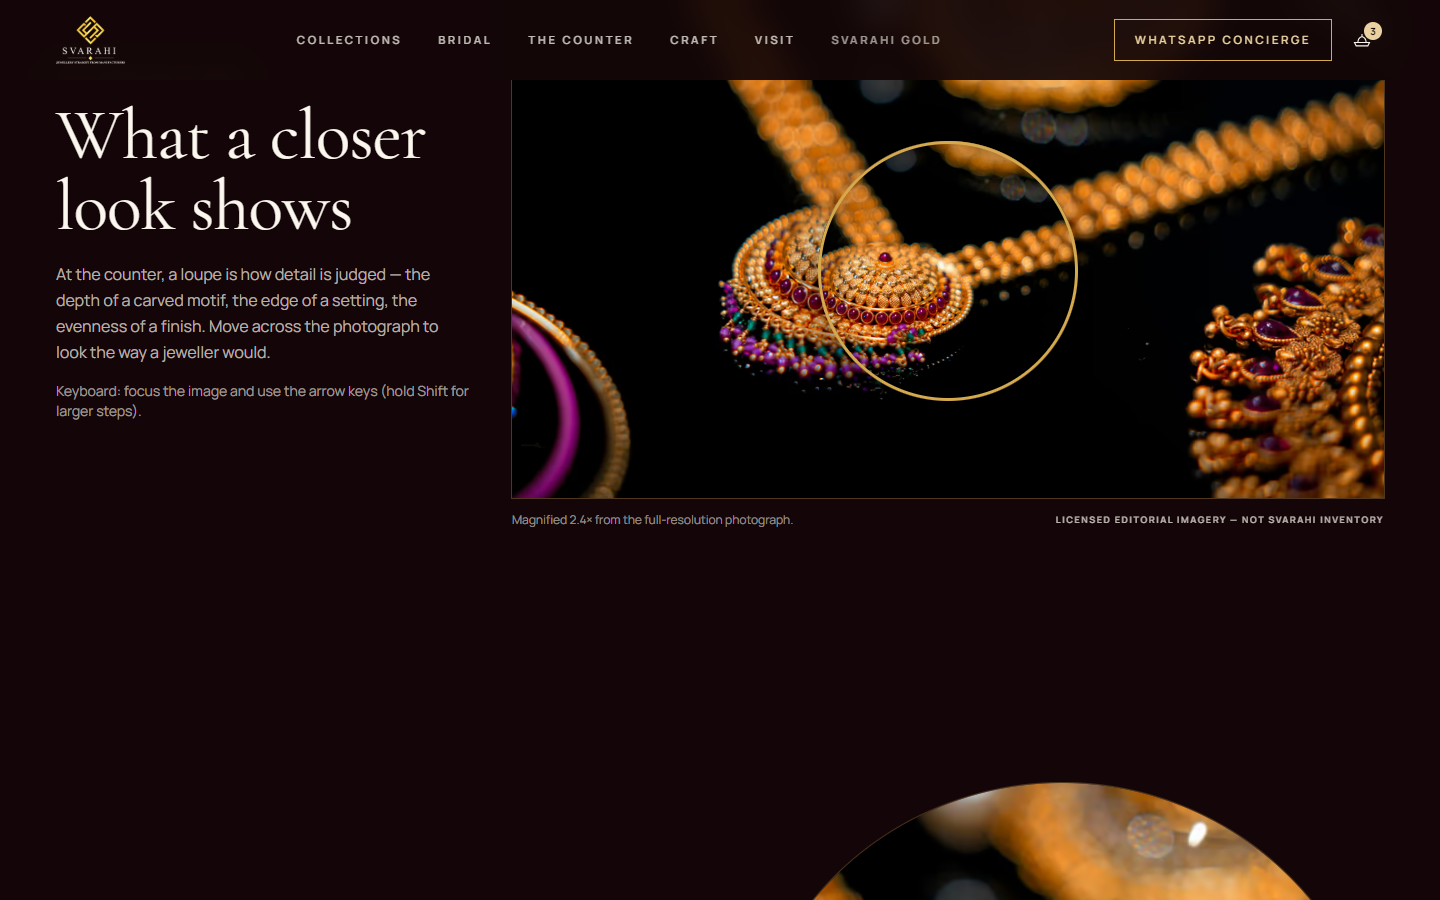 SVARAHI
JEWELLERY STRAIGHT FROM MANUFACTURERS
COLLECTIONS
BRIDAL
THE COUNTER
CRAFT
VISIT
SVARAHI GOLD
WHATSAPP CONCIERGE
3
What a closer
look shows
At the counter, a loupe is how detail is judged — the
depth of a carved motif, the edge of a setting, the
evenness of a finish. Move across the photograph to
look the way a jeweller would.
Keyboard: focus the image and use the arrow keys (hold Shift for
larger steps).
Magnified 2.4× from the full-resolution photograph.
LICENSED EDITORIAL IMAGERY — NOT SVARAHI INVENTORY